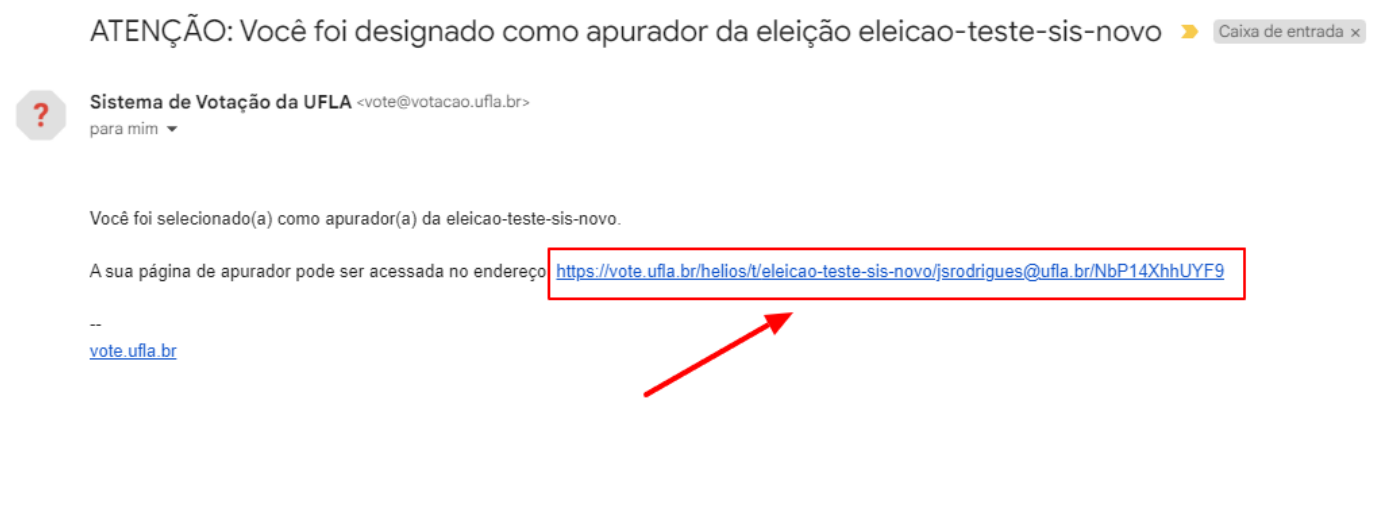 ATENÇÃO: Você foi designado como apurador da eleição eleicao-teste-sis-novo Caixa de entrada ×
?
Sistema de Votação da UFLA <vote@votacao.ufla.br>
para mim
Você foi selecionado(a) como apurador(a) da eleicao-teste-sis-novo.
A sua página de apurador pode ser acessada no endereço https://vote.ufla.br/helios/t/eleicao-teste-sis-novo/jsrodrigues@ufla.br/NbP14XhhUYF9
--
vote.ufla.br